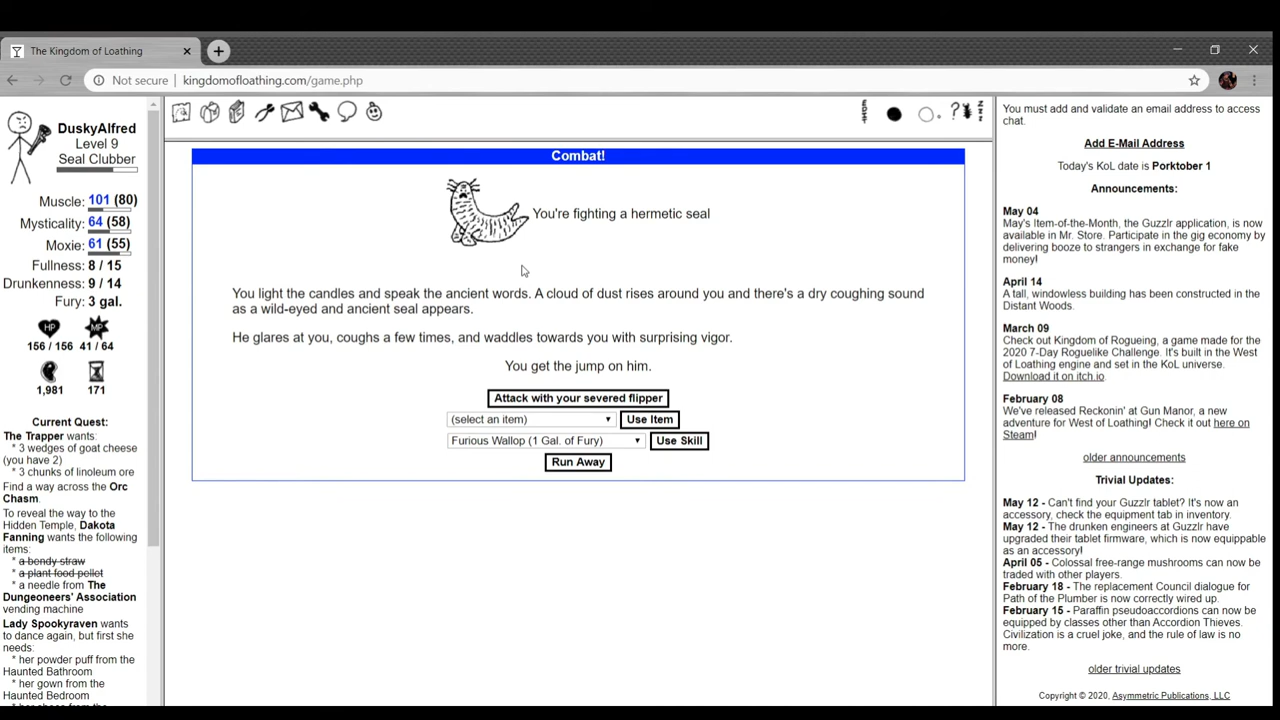 The Kingdom of Loathing
Not secure | kingdomofloathing.com/game.php
DuskyAlfred
Level 9
Seal Clubber
Muscle: 101 (80)
Mysticality: 64 (58)
Moxie: 61 (55)
Fullness: 8 / 15
Drunkenness: 9 / 14
Fury: 3 gal.
HP MP
156 / 156 41 / 64
1,981 171
Current Quest:
The Trapper wants:
* 3 wedges of goat cheese
(you have 2)
* 3 chunks of linoleum ore
Find a way across the Orc
Chasm.
To reveal the way to the
Hidden Temple, Dakota
Fanning wants the following
items:
* a bendy straw
* a plant food pellet
* a needle from The
Dungeoneers' Association
vending machine
Lady Spookyraven wants
to dance again, but first she
needs:
* her powder puff from the
Haunted Bathroom
* her gown from the
Haunted Bedroom
Combat!
You're fighting a hermetic seal
You light the candles and speak the ancient words. A cloud of dust rises around you and there's a dry coughing sound
as a wild-eyed and ancient seal appears.
He glares at you, coughs a few times, and waddles towards you with surprising vigor.
You get the jump on him.
Attack with your severed flipper
(select an item) Use Item
Furious Wallop (1 Gal. of Fury) Use Skill
Run Away
You must add and validate an email address to access
chat.
Add E-Mail Address
Today's KoL date is Porktober 1
Announcements:
May 04
May's Item-of-the-Month, the Guzzlr application, is now
available in Mr. Store. Participate in the gig economy by
delivering booze to strangers in exchange for fake
money!
April 14
A tall, windowless building has been constructed in the
Distant Woods.
March 09
Check out Kingdom of Rogueing, a game made for the
2020 7-Day Roguelike Challenge. It's built in the West
of Loathing engine and set in the KoL universe.
Download it on itch.io.
February 08
We've released Reckonin' at Gun Manor, a new
adventure for West of Loathing! Check it out here on
Steam!
older announcements
Trivial Updates:
May 12 - Can't find your Guzzlr tablet? It's now an
accessory, check the equipment tab in inventory.
May 12 - The drunken engineers at Guzzlr have
upgraded their tablet firmware, which is now equippable
as an accessory!
April 05 - Colossal free-range mushrooms can now be
traded with other players.
February 18 - The replacement Council dialogue for
Path of the Plumber is now correctly wired up.
February 15 - Paraffin pseudoaccordions can now be
equipped by classes other than Accordion Thieves.
Civilization is a cruel joke, and the rule of law is no
more.
older trivial updates
Copyright © 2020, Asymmetric Publications, LLC